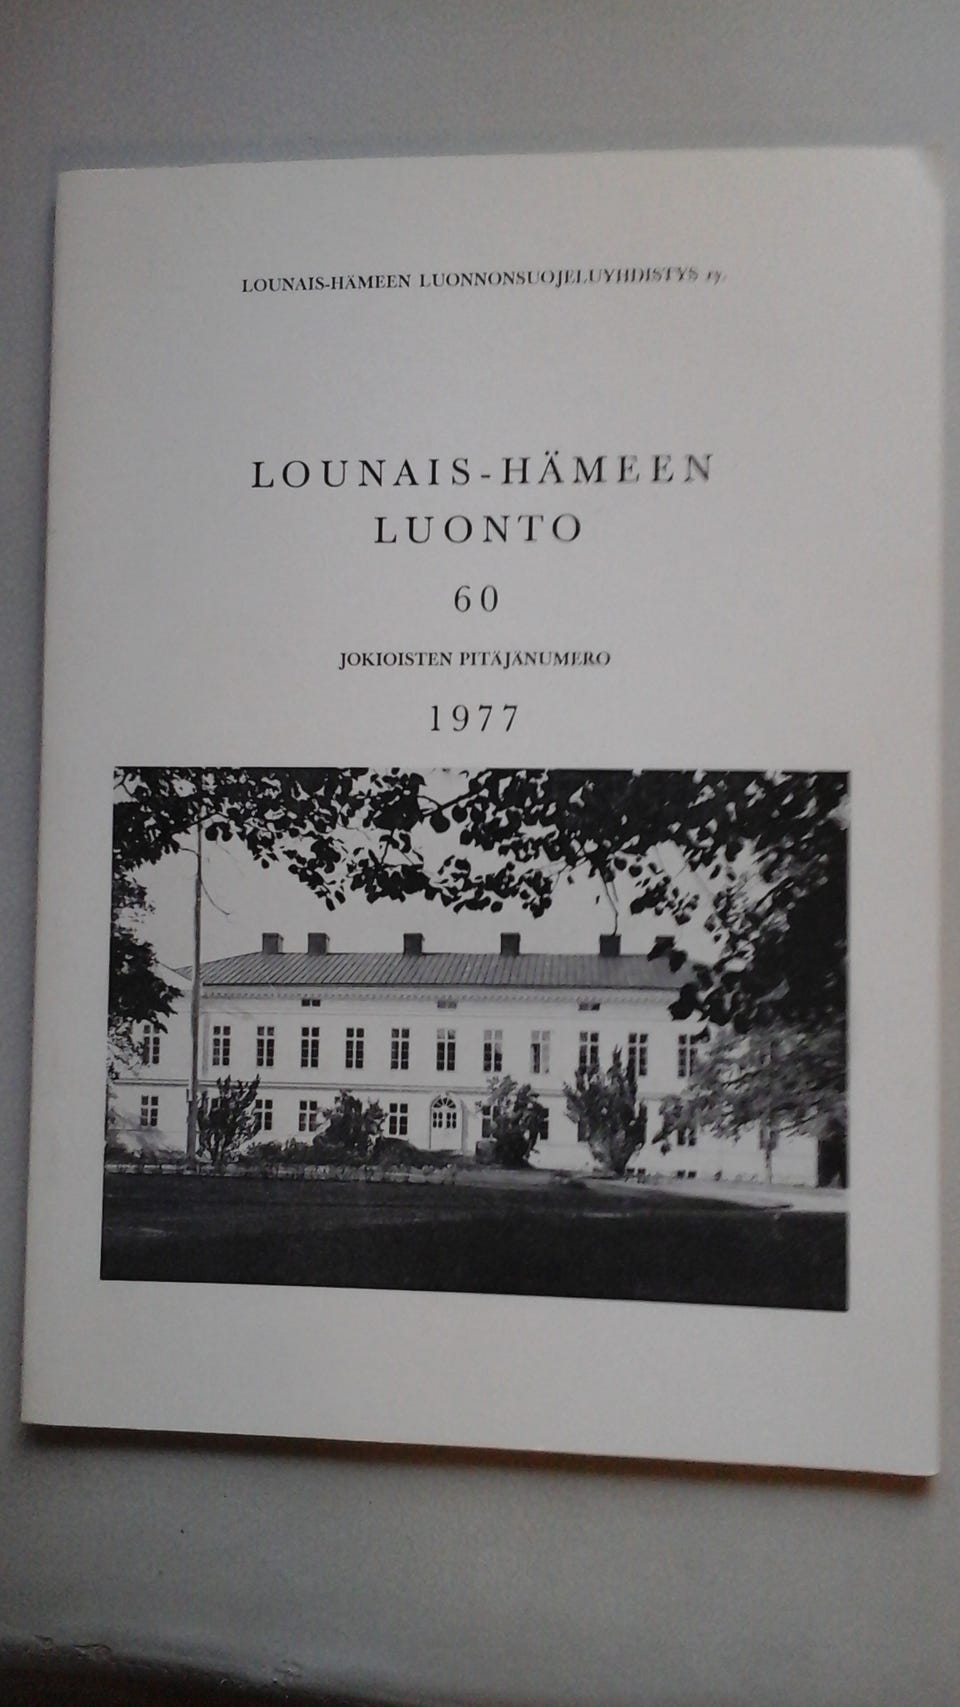 LOUNAIS-HÄMEEN LUONNONSUOJELUYHDISTYS ry.
LOUNAIS-HÄMEEN
LUONTO
60
JOKIOISTEN PITÄJÄNUMERO
1977